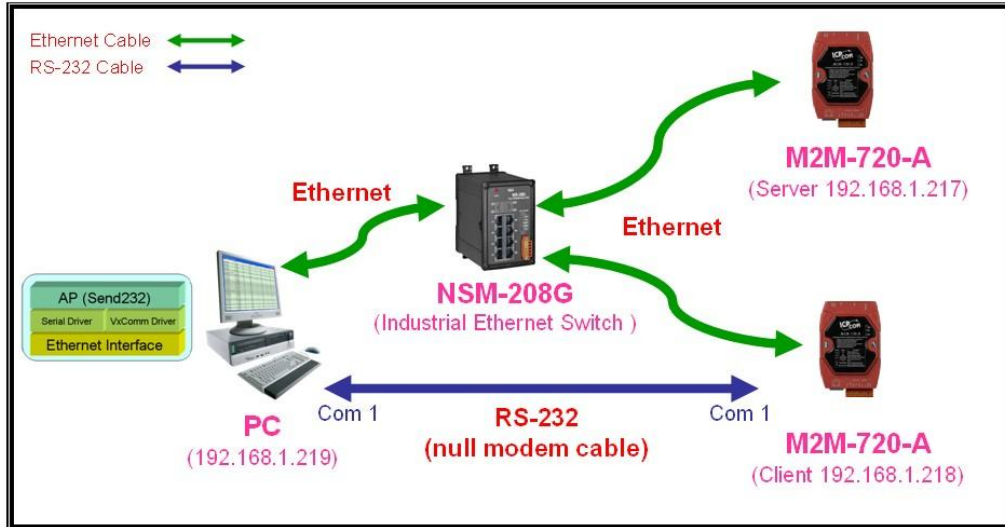 Ethernet Cable
RS-232 Cable
M2M-720-A
(Server 192.168.1.217)
Ethernet
Ethernet
AP (Send232)
Serial Driver VxComm Driver
Ethernet Interface
NSM-208G
(Industrial Ethernet Switch )
Com 1
Com 1
PC
(192.168.1.219)
RS-232
(null modem cable)
M2M-720-A
(Client 192.168.1.218)